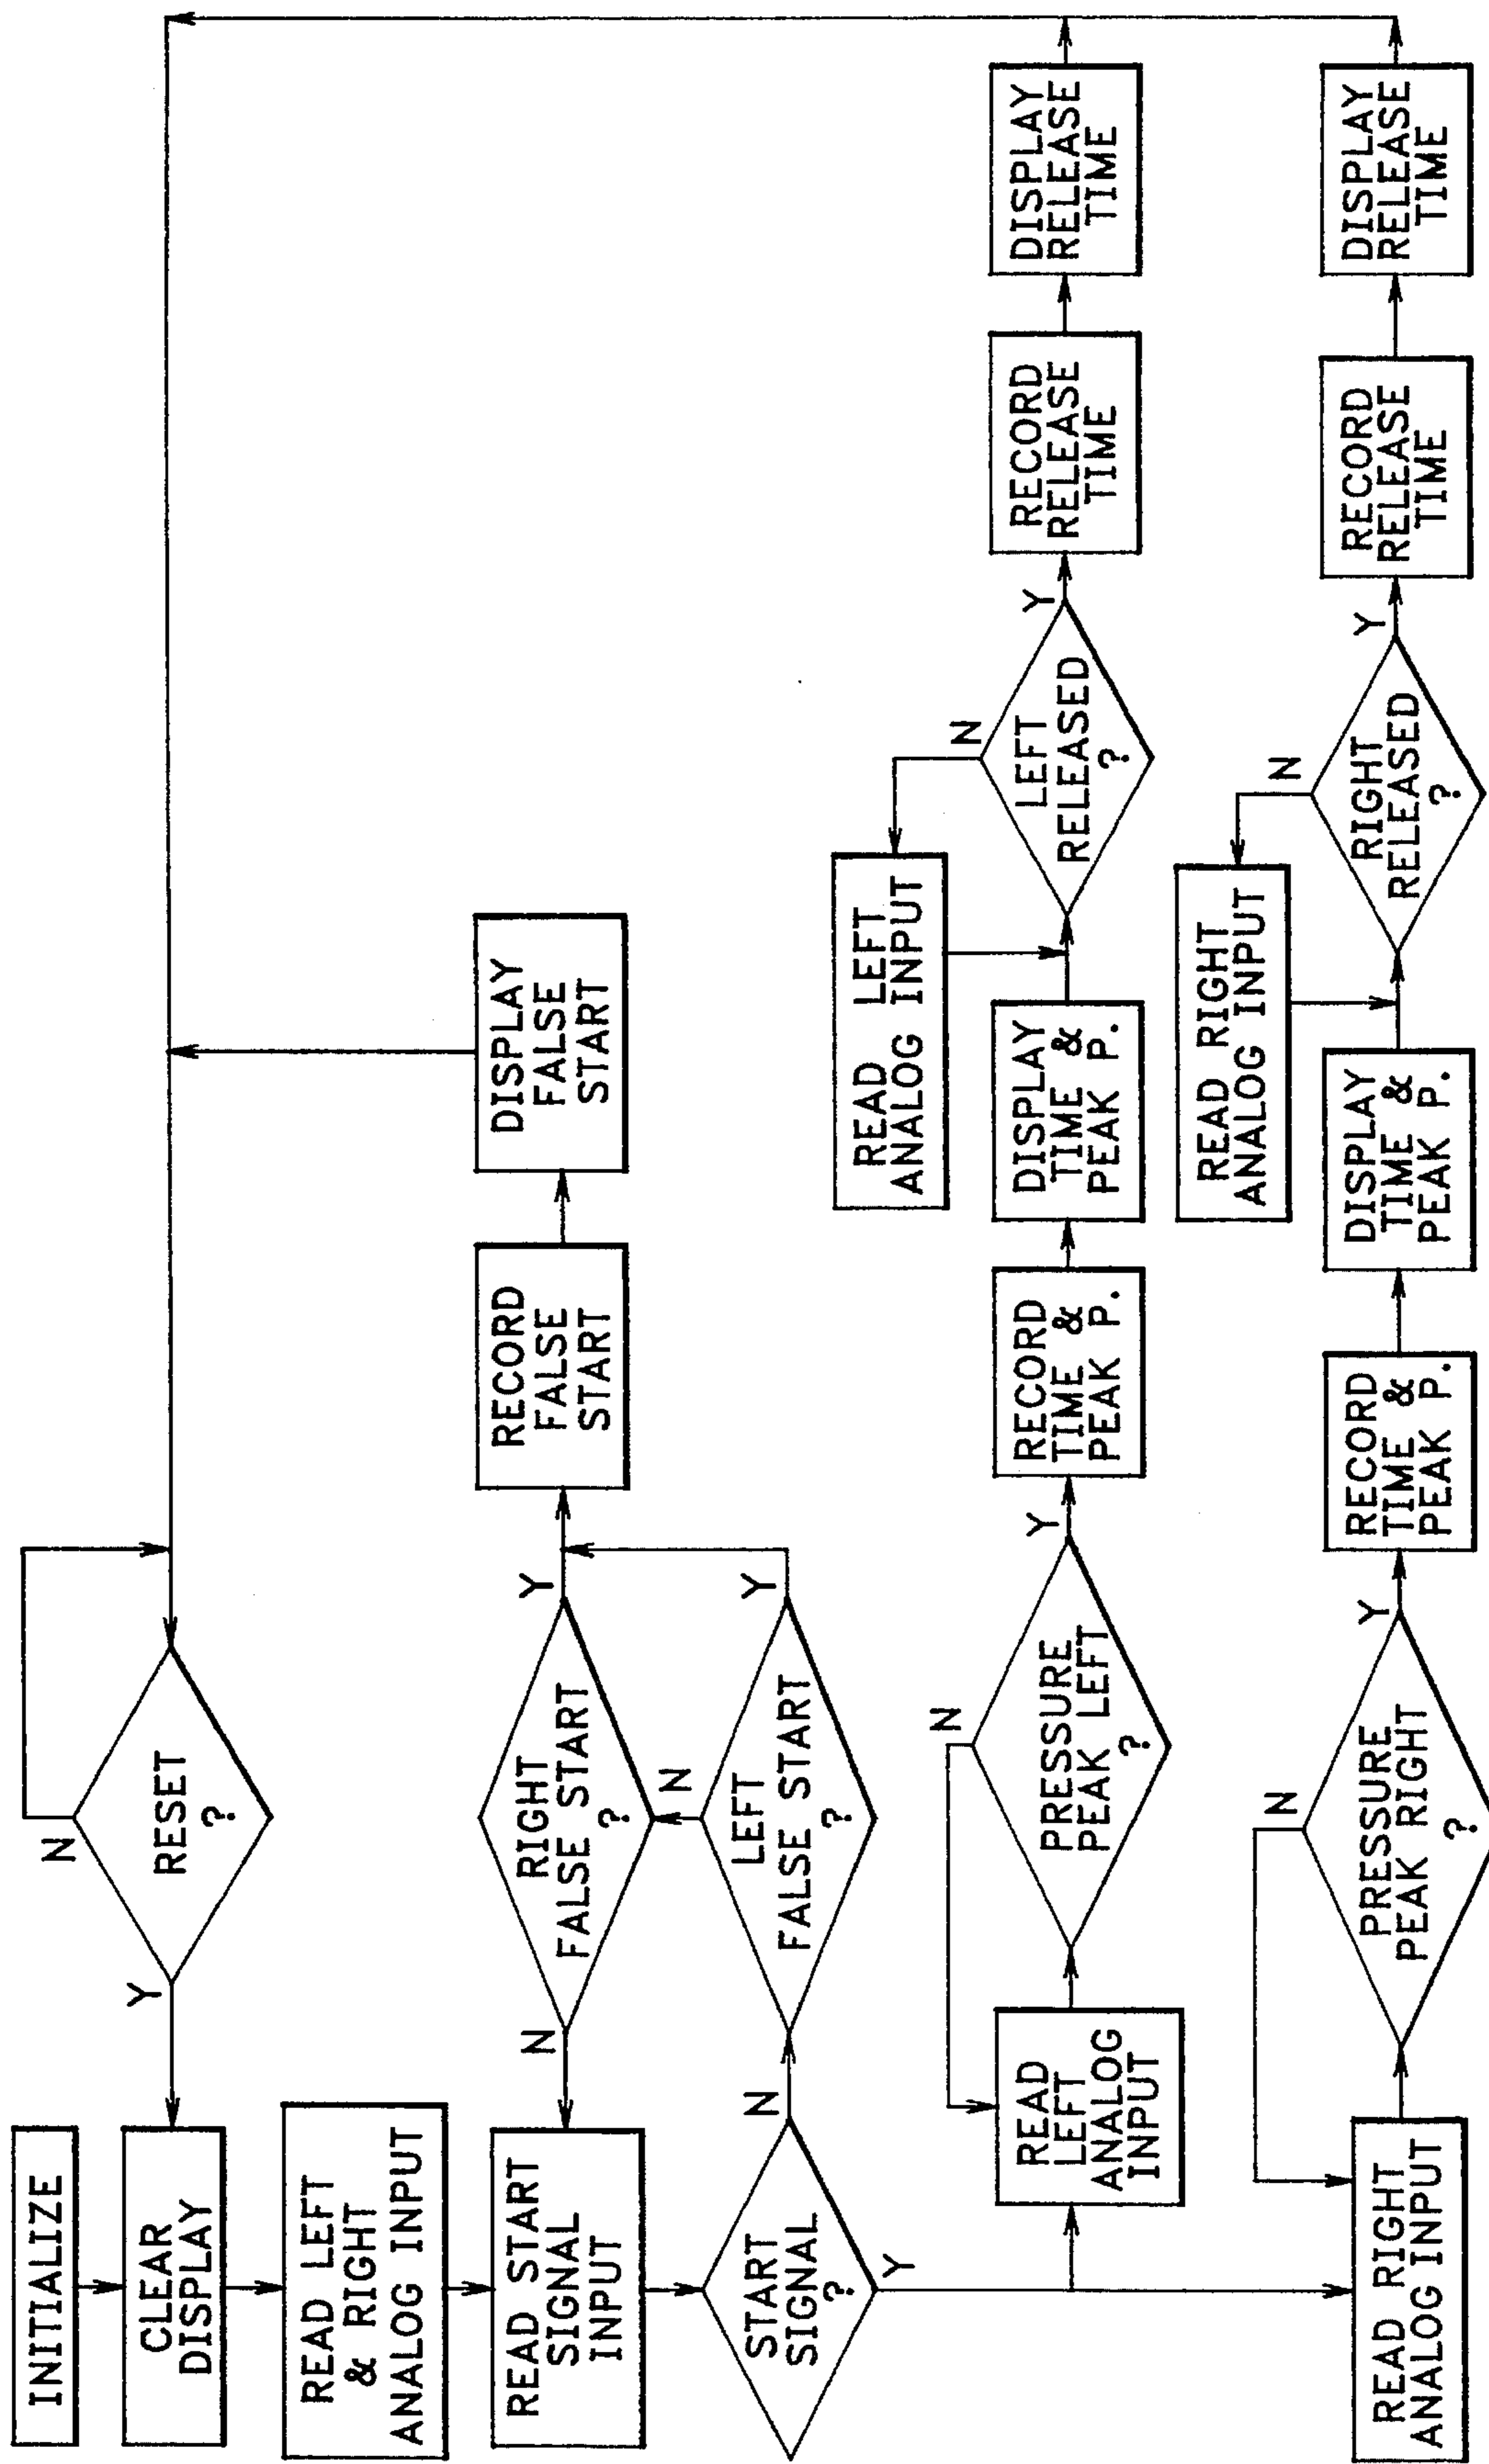 INITIALIZE
CLEAR
DISPLAY
Y
RESET
?
N
READ LEFT
& RIGHT
ANALOG INPUT
READ START
SIGNAL
INPUT
N
RIGHT
FALSE START
?
Y
RECORD
FALSE
START
DISPLAY
FALSE
START
START
SIGNAL
?
N
Y
LEFT
FALSE START
?
N
Y
READ
LEFT
ANALOG
INPUT
PRESSURE
PEAK LEFT
?
N
Y
RECORD
TIME &
PEAK P.
DISPLAY
TIME &
PEAK P.
READ LEFT
ANALOG INPUT
LEFT
RELEASED
?
N
Y
RECORD
RELEASE
TIME
DISPLAY
RELEASE
TIME
READ RIGHT
ANALOG INPUT
PRESSURE
PEAK RIGHT
?
N
Y
RECORD
TIME &
PEAK P.
DISPLAY
TIME &
PEAK P.
READ RIGHT
ANALOG INPUT
RIGHT
RELEASED
?
N
Y
RECORD
RELEASE
TIME
DISPLAY
RELEASE
TIME